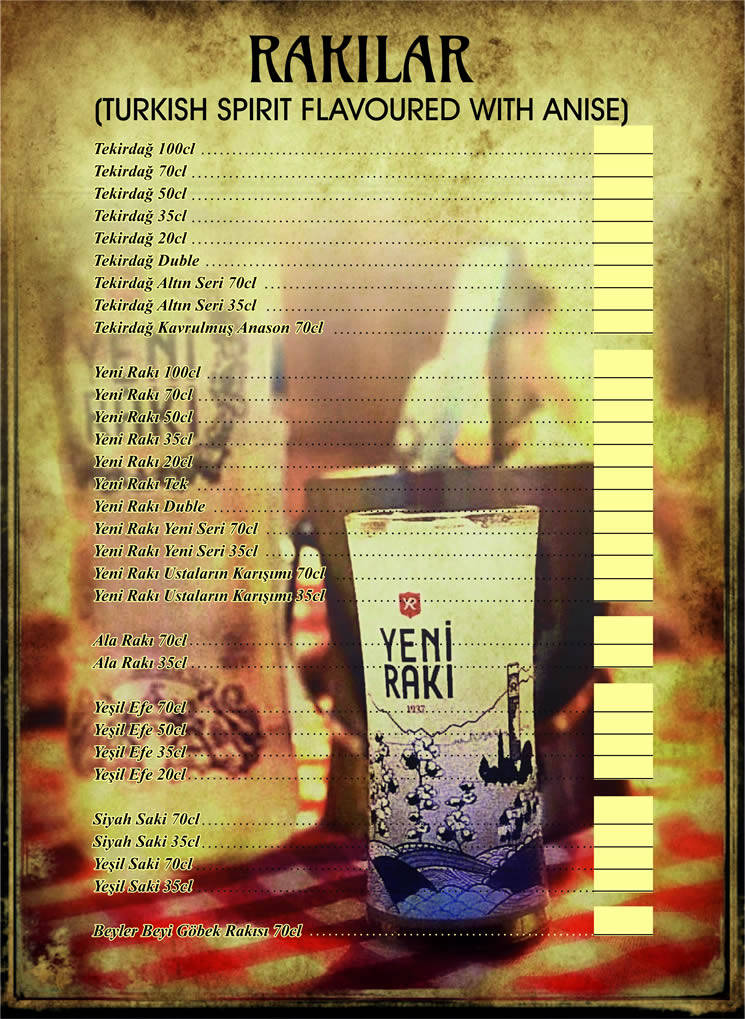 RAKILAR
(TURKISH SPIRIT FLAVOURED WITH ANISE)
Tekirdağ 100cl
Tekirdağ 70cl
Tekirdağ 50cl
Tekirdağ 35cl
Tekirdağ 20cl
Tekirdağ Duble
Tekirdağ Altın Seri 70cl
Tekirdağ Altın Seri 35cl
Tekirdağ Kavrulmuş Anason 70cl
Yeni Rakı 100cl
Yeni Rakı 70cl
Yeni Rakı 50cl
Yeni Rakı 35cl
Yeni Rakı 20cl
Yeni Rakı Tek
Yeni Rakı Duble
Yeni Rakı Yeni Seri 70cl
Yeni Rakı Yeni Seri 35cl
Yeni Rakı Ustaların Karışımı 70cl
Yeni Rakı Ustaların Karışımı 35cl
Ala Rakı 70cl
Ala Rakı 35cl
Yeşil Efe 70cl
Yeşil Efe 50cl
Yeşil Efe 35cl
Yeşil Efe 20cl
Siyah Saki 70cl
Siyah Saki 35cl
Yeşil Saki 70cl
Yeşil Saki 35cl
Beyler Beyi Göbek Rakısı 70cl
YR
YENİ
RAKI
1937